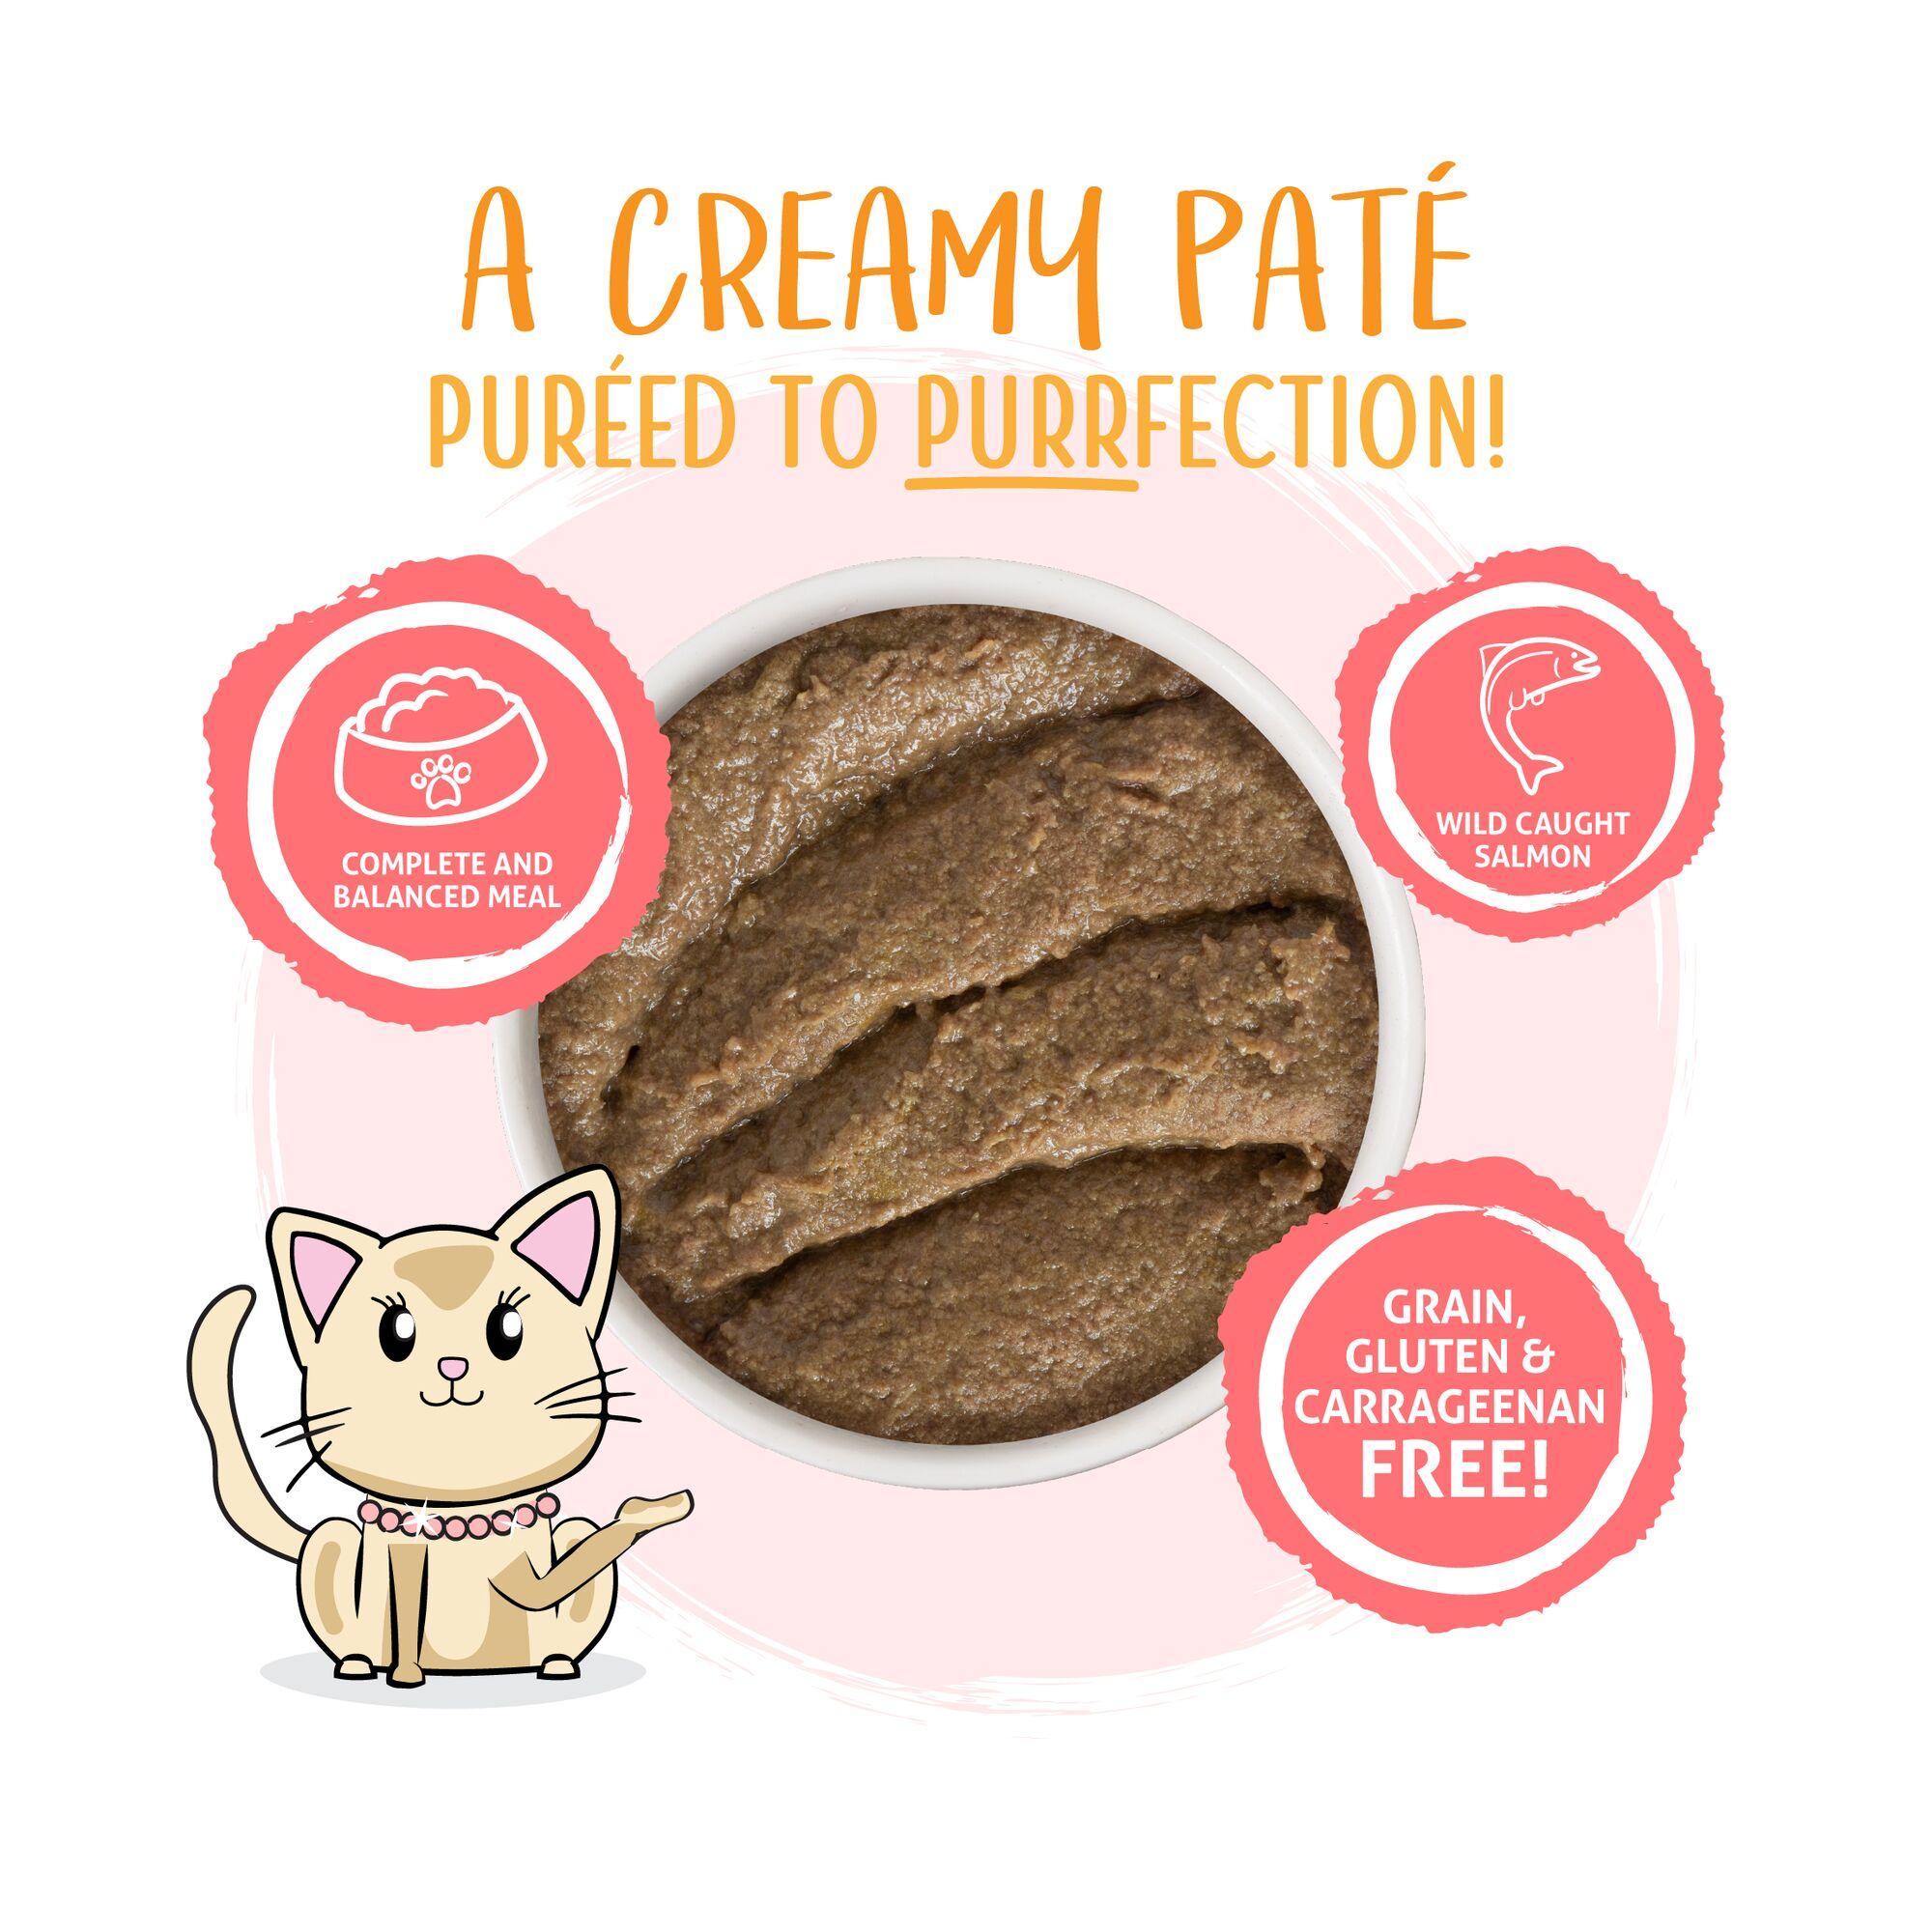 A CREAMY PATÉ
PURÉED TO PURRFECTION!
COMPLETE AND
BALANCED MEAL
WILD CAUGHT
SALMON
GRAIN,
GLUTEN &
CARRAGEENAN
FREE!